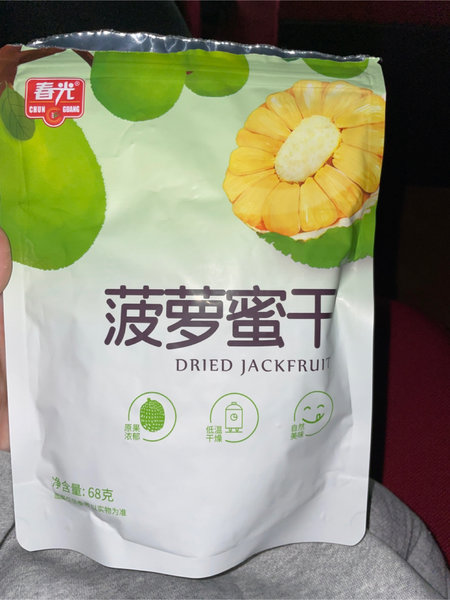 春光®
CHUN GUANG
菠萝蜜干
DRIED JACKFRUIT
原果
浓郁
低温
干燥
自然
美味
净含量: 68克